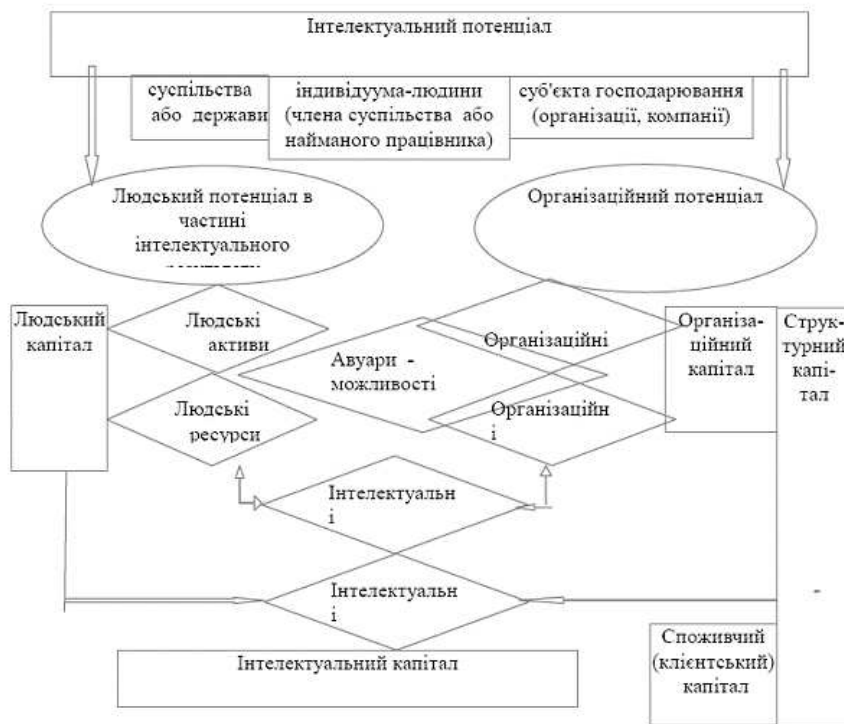 Інтелектуальний потенціал
суспільства
або держави
індивідуума-людини
(члена суспільства або
найманого працівника)
суб'єкта господарювання
(організації, компанії)
Людський потенціал в
частині
інтелектуального
Організаційний потенціал
Людський
капітал
Людські
активи
Авуари -
можливості
Організаційні
Організа-
ційний
капітал
Струк-
турний
капі-
тал
Людські
ресурси
Організаційн
і
Інтелектуальн
і
Інтелектуальн
і
-
Інтелектуальний капітал
Споживчий
(клієнтський)
капітал